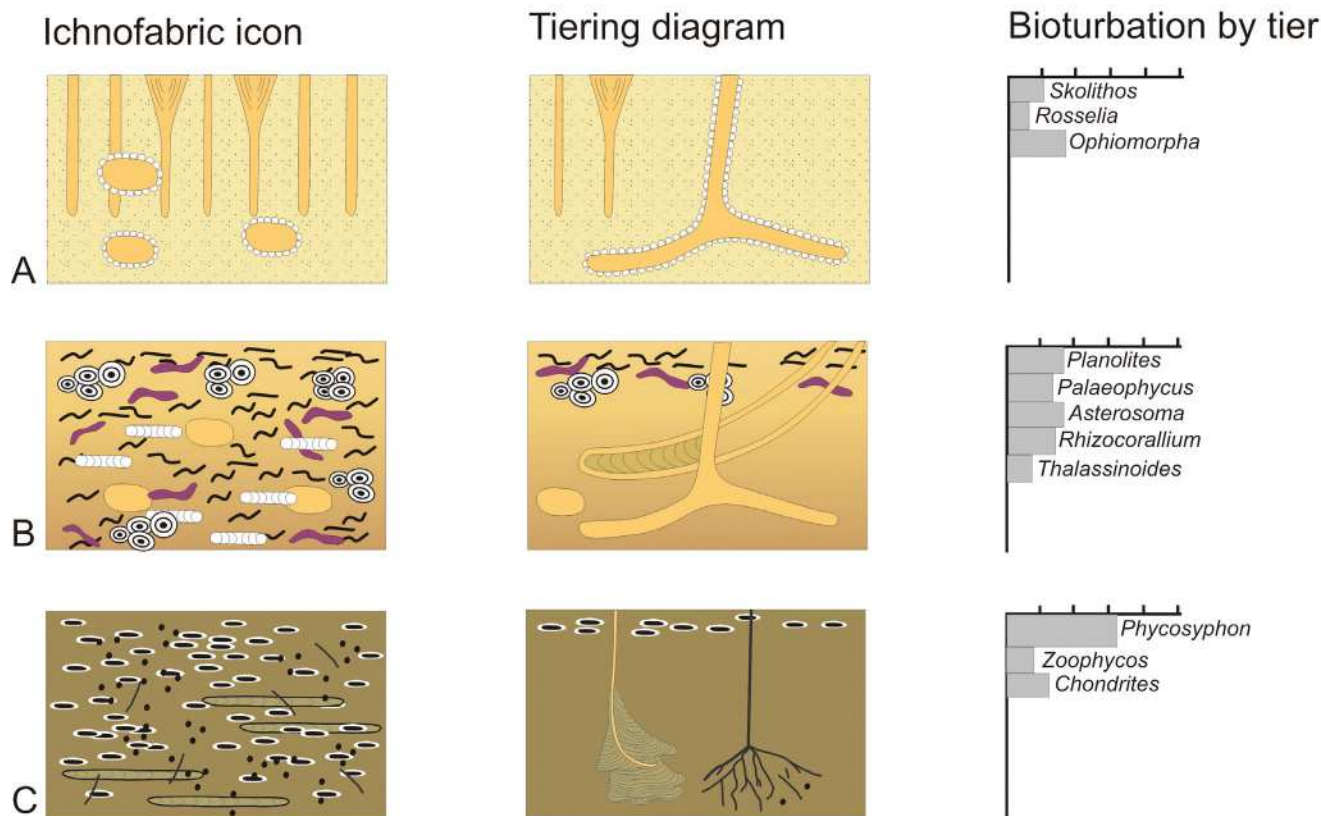 Ichnofabric icon
Tiering diagram
Bioturbation by tier
A
Skolithos
Rosselia
Ophiomorpha
B
Planolites
Palaeophycus
Asterosoma
Rhizocorallium
Thalassinoides
C
Phycosyphon
Zoophycos
Chondrites